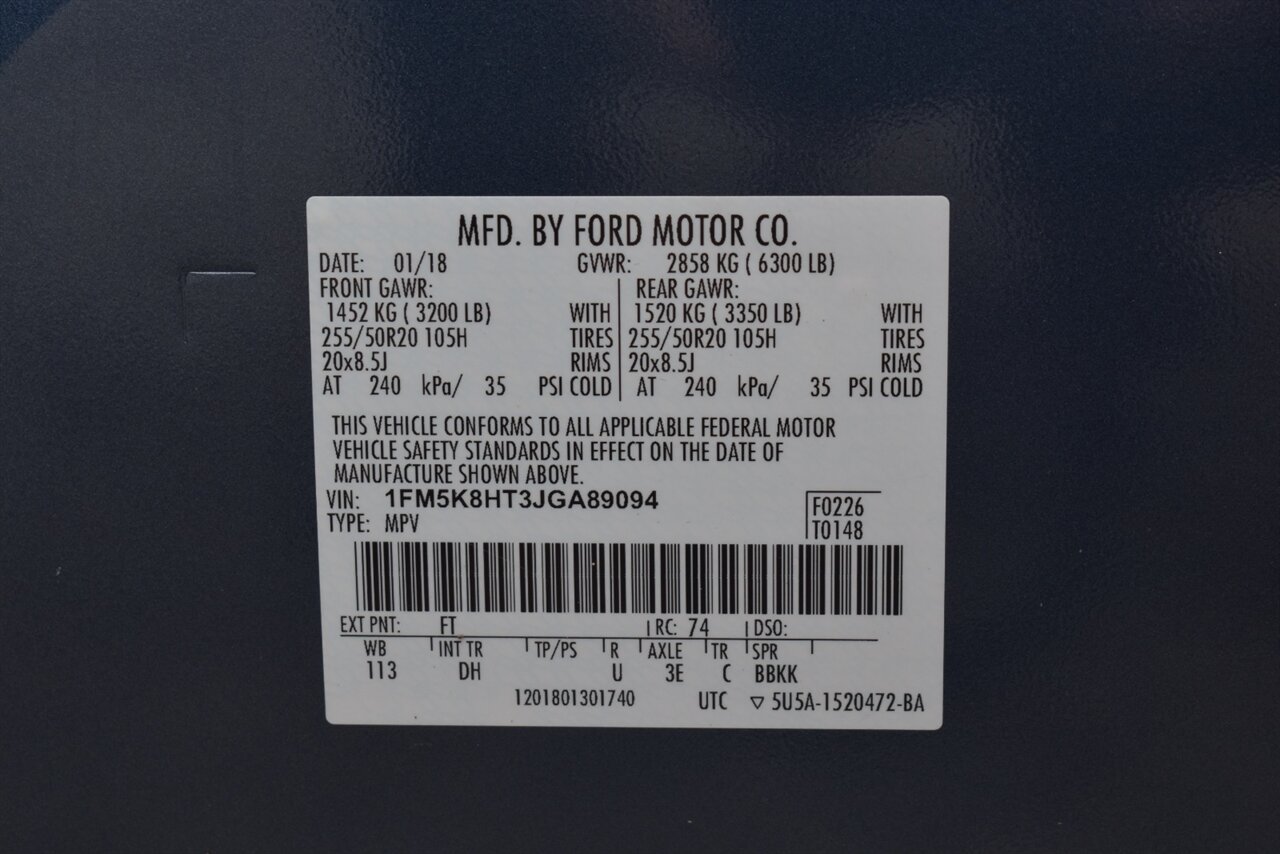 MFD. BY FORD MOTOR CO.
DATE: 01/18 GVWR: 2858 KG ( 6300 LB)
FRONT GAWR: REAR GAWR:
1452 KG ( 3200 LB) WITH 1520 KG ( 3350 LB) WITH
255/50R20 105H TIRES 255/50R20 105H TIRES
20x8.5J RIMS 20x8.5J RIMS
AT 240 kPa/ 35 PSI COLD AT 240 kPa/ 35 PSI COLD
THIS VEHICLE CONFORMS TO ALL APPLICABLE FEDERAL MOTOR
VEHICLE SAFETY STANDARDS IN EFFECT ON THE DATE OF
MANUFACTURE SHOWN ABOVE.
VIN: 1FM5K8HT3JGA89094 F0226
TYPE: MPV T0148
EXT PNT: FT RC: 74 DSO:
WB INT TR TP/PS R AXLE TR SPR
113 DH U 3E C BBKK
1201801301740 UTC ▽ 5U5A-1520472-BA